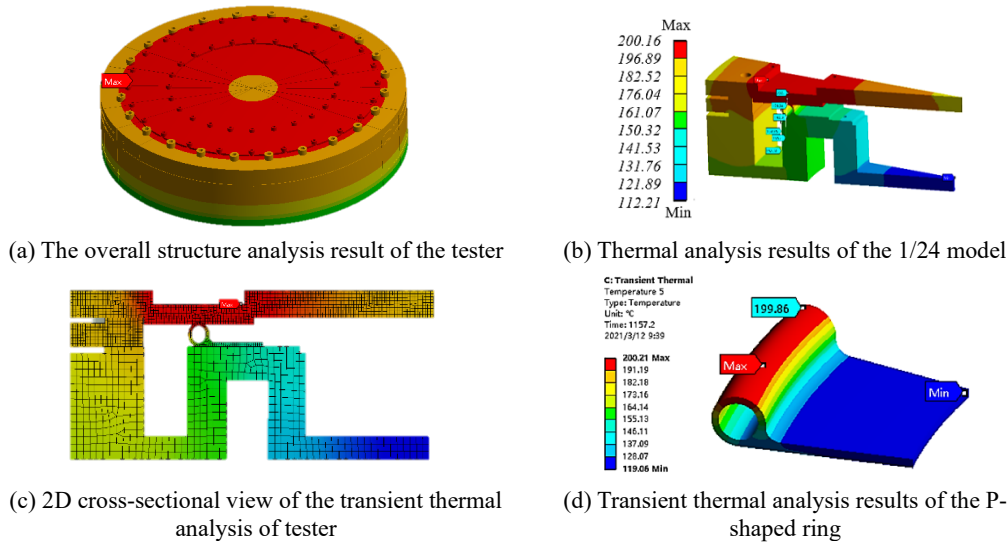 Max
(a) The overall structure analysis result of the tester
Max
200.16
196.89
182.52
176.04
161.07
150.32
143.53
131.76
121.89
112.21
Min
(b) Thermal analysis results of the 1/24 model
Max
(c) 2D cross-sectional view of the transient thermal
analysis of tester
C: Transient Thermal
Temperature 5
Type: Temperature
Unit: °C
Time: 1157.2
2021/3/12 9:39
200.21 Max
191.19
182.18
173.16
164.14
155.13
146.11
137.09
128.07
119.06 Min
199.86
Max
Min
(d) Transient thermal analysis results of the P-
shaped ring